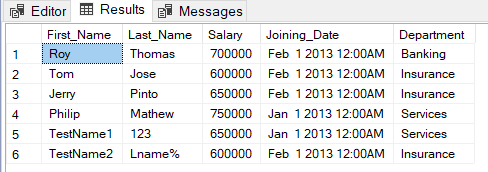 Editor Results Messages
First_Name Last_Name Salary Joining_Date Department
1 Roy Thomas 700000 Feb 1 2013 12:00AM Banking
2 Tom Jose 600000 Feb 1 2013 12:00AM Insurance
3 Jerry Pinto 650000 Feb 1 2013 12:00AM Insurance
4 Philip Mathew 750000 Jan 1 2013 12:00AM Services
5 TestName1 123 650000 Jan 1 2013 12:00AM Services
6 TestName2 Lname% 600000 Feb 1 2013 12:00AM Insurance